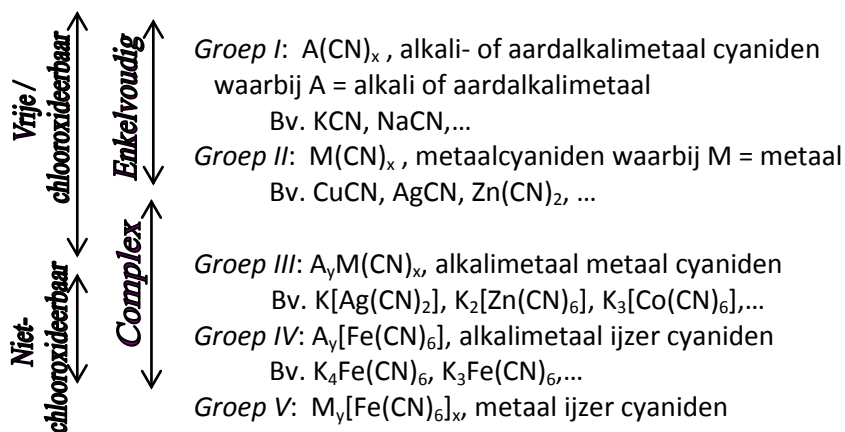 Vrije /
chlooroxideerbaar
Niet-
chlooroxideerbaar
Enkelvoudig
Complex
Groep I: A(CN)ₓ , alkali- of aardalkalimetaal cyaniden
waarbij A = alkali of aardalkalimetaal
Bv. KCN, NaCN,…
Groep II: M(CN)ₓ , metaalcyaniden waarbij M = metaal
Bv. CuCN, AgCN, Zn(CN)₂, …
Groep III: AᵧM(CN)ₓ, alkalimetaal metaal cyaniden
Bv. K[Ag(CN)₂], K₂[Zn(CN)₆], K₃[Co(CN)₆],…
Groep IV: Aᵧ[Fe(CN)₆], alkalimetaal ijzer cyaniden
Bv. K₄Fe(CN)₆, K₃Fe(CN)₆,…
Groep V: Mᵧ[Fe(CN)₆]ₓ, metaal ijzer cyaniden